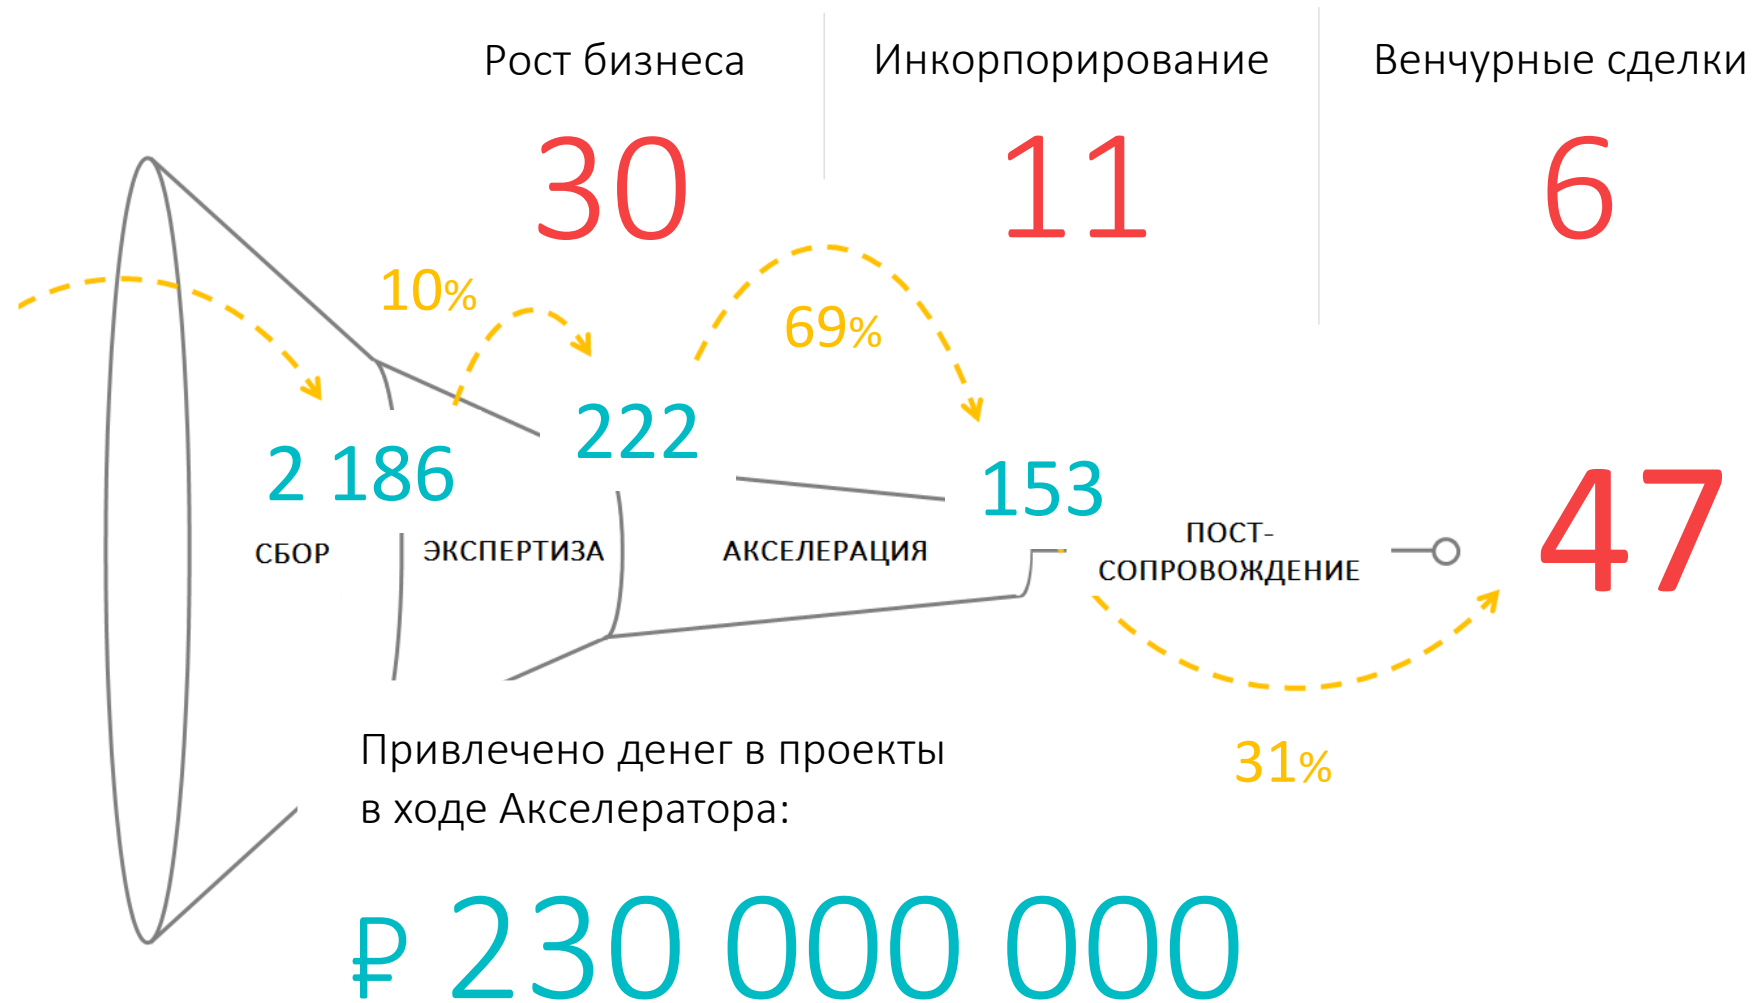 Рост бизнеса
Инкорпорирование
Венчурные сделки
30
11
6
10%
69%
2 186
222
153
47
СБОР
ЭКСПЕРТИЗА
АКСЕЛЕРАЦИЯ
ПОСТ-
СОПРОВОЖДЕНИЕ
31%
Привлечено денег в проекты
в ходе Акселератора:
₽ 230 000 000